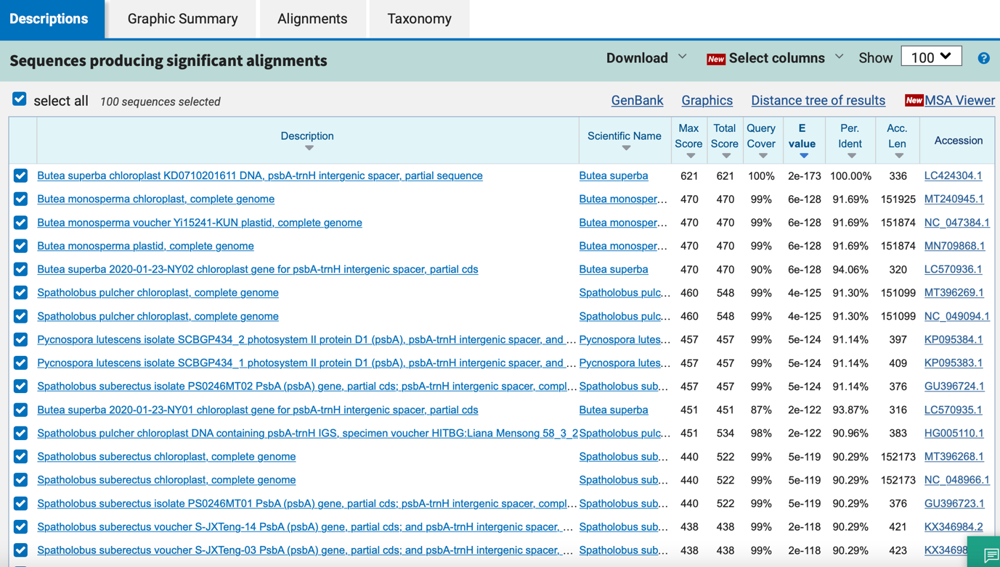 Descriptions Graphic Summary Alignments Taxonomy
Sequences producing significant alignments Download New Select columns Show 100 ?
select all 100 sequences selected GenBank Graphics Distance tree of results New MSA Viewer
Description Scientific Name Max Score Total Score Query Cover E value Per. Ident Acc. Len Accession
Butea superba chloroplast KD0710201611 DNA, psbA-trnH intergenic spacer, partial sequence Butea superba 621 621 100% 2e-173 100.00% 336 LC424304.1
Butea monosperma chloroplast, complete genome Butea monosper... 470 470 99% 6e-128 91.69% 151925 MT240945.1
Butea monosperma voucher Yi15241-KUN plastid, complete genome Butea monosper... 470 470 99% 6e-128 91.69% 151874 NC_047384.1
Butea monosperma plastid, complete genome Butea monosper... 470 470 99% 6e-128 91.69% 151874 MN709868.1
Butea superba 2020-01-23-NY02 chloroplast gene for psbA-trnH intergenic spacer, partial cds Butea superba 470 470 90% 6e-128 94.06% 320 LC570936.1
Spatholobus pulcher chloroplast, complete genome Spatholobus pulc... 460 548 99% 4e-125 91.30% 151099 MT396269.1
Spatholobus pulcher chloroplast, complete genome Spatholobus pulc... 460 548 99% 4e-125 91.30% 151099 NC_049094.1
Pycnospora lutescens isolate SCBGP434_2 photosystem II protein D1 (psbA), psbA-trnH intergenic spacer, and ... Pycnospora lutes... 457 457 99% 5e-124 91.14% 397 KP095384.1
Pycnospora lutescens isolate SCBGP434_1 photosystem II protein D1 (psbA), psbA-trnH intergenic spacer, and ... Pycnospora lutes... 457 457 99% 5e-124 91.14% 409 KP095383.1
Spatholobus suberectus isolate PS0246MT02 PsbA (psbA) gene, partial cds; psbA-trnH intergenic spacer, compl... Spatholobus sub... 457 457 99% 5e-124 91.14% 376 GU396724.1
Butea superba 2020-01-23-NY01 chloroplast gene for psbA-trnH intergenic spacer, partial cds Butea superba 451 451 87% 2e-122 93.87% 316 LC570935.1
Spatholobus pulcher chloroplast DNA containing psbA-trnH IGS, specimen voucher HITBG:Liana Mensong 58_3_2 Spatholobus pulc... 451 534 98% 2e-122 90.96% 383 HG005110.1
Spatholobus suberectus chloroplast, complete genome Spatholobus sub... 440 522 99% 5e-119 90.29% 152173 MT396268.1
Spatholobus suberectus chloroplast, complete genome Spatholobus sub... 440 522 99% 5e-119 90.29% 152173 NC_048966.1
Spatholobus suberectus isolate PS0246MT01 PsbA (psbA) gene, partial cds; psbA-trnH intergenic spacer, compl... Spatholobus sub... 440 522 99% 5e-119 90.29% 376 GU396723.1
Spatholobus suberectus voucher S-JXTeng-14 PsbA (psbA) gene, partial cds; and psbA-trnH intergenic spacer, ... Spatholobus sub... 438 438 99% 2e-118 90.29% 421 KX346984.2
Spatholobus suberectus voucher S-JXTeng-03 PsbA (psbA) gene, partial cds; and psbA-trnH intergenic spacer, ... Spatholobus sub... 438 438 99% 2e-118 90.29% 423 KX34698